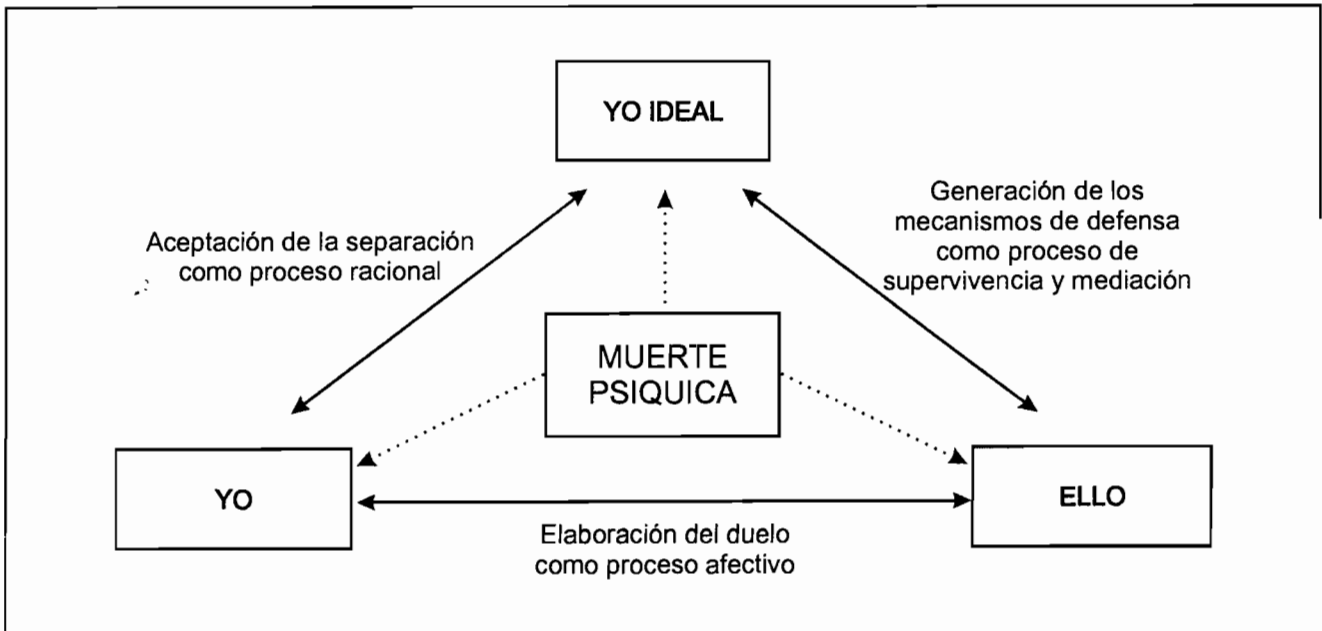 YO IDEAL
Aceptación de la separación
como proceso racional
Generación de los
mecanismos de defensa
como proceso de
supervivencia y mediación
MUERTE
PSIQUICA
YO
ELLO
Elaboración del duelo
como proceso afectivo